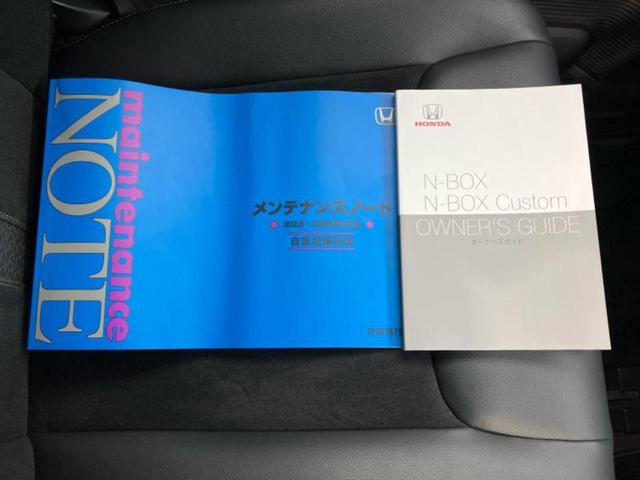 maintenance
NOTE
メンテナンスノート
自家用乗用車
HONDA
N-BOX
N-BOX Custom
OWNER'S GUIDE
オーナーズガイド